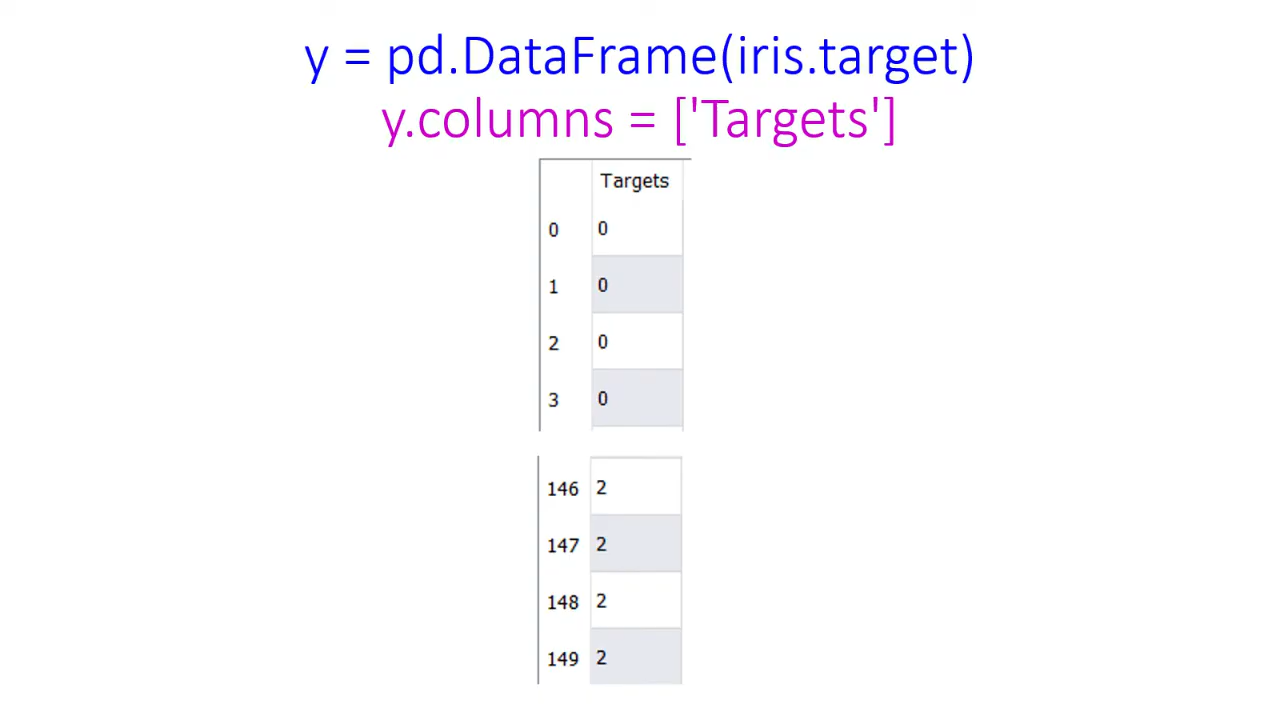 y = pd.DataFrame(iris.target)
y.columns = ['Targets']
Targets
0 0
1 0
2 0
3 0
146 2
147 2
148 2
149 2